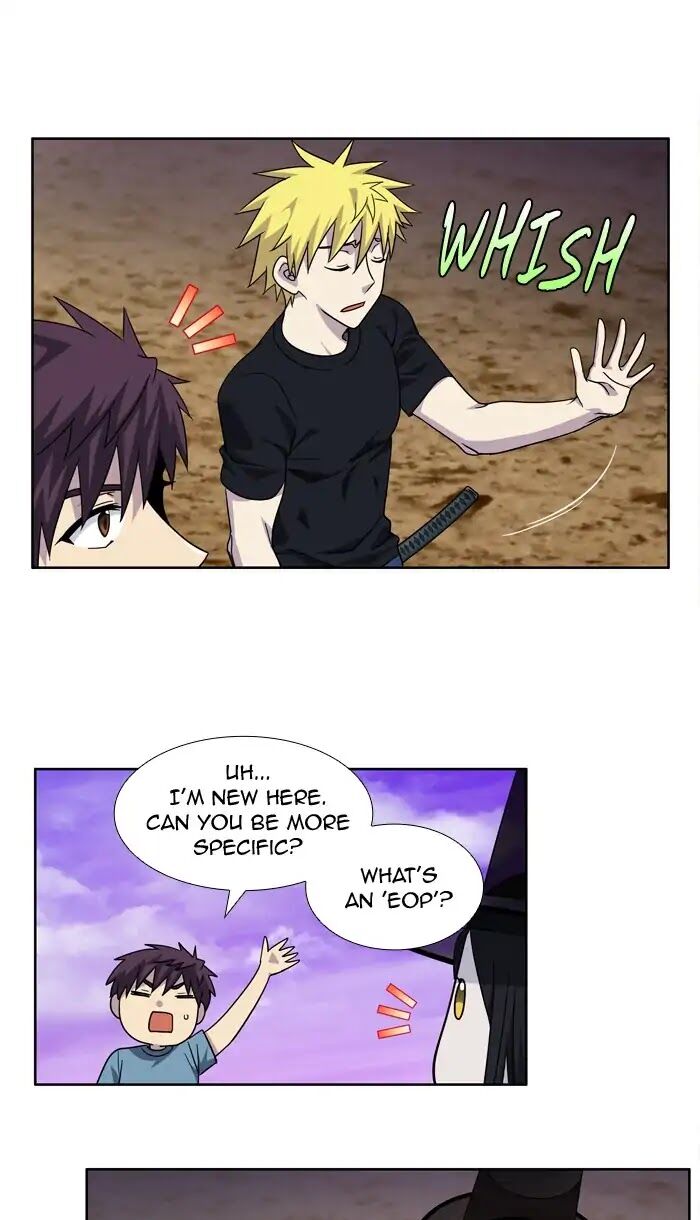 WHISH
UH...
I'M NEW HERE.
CAN YOU BE MORE
SPECIFIC?
WHAT'S
AN 'EOP'?